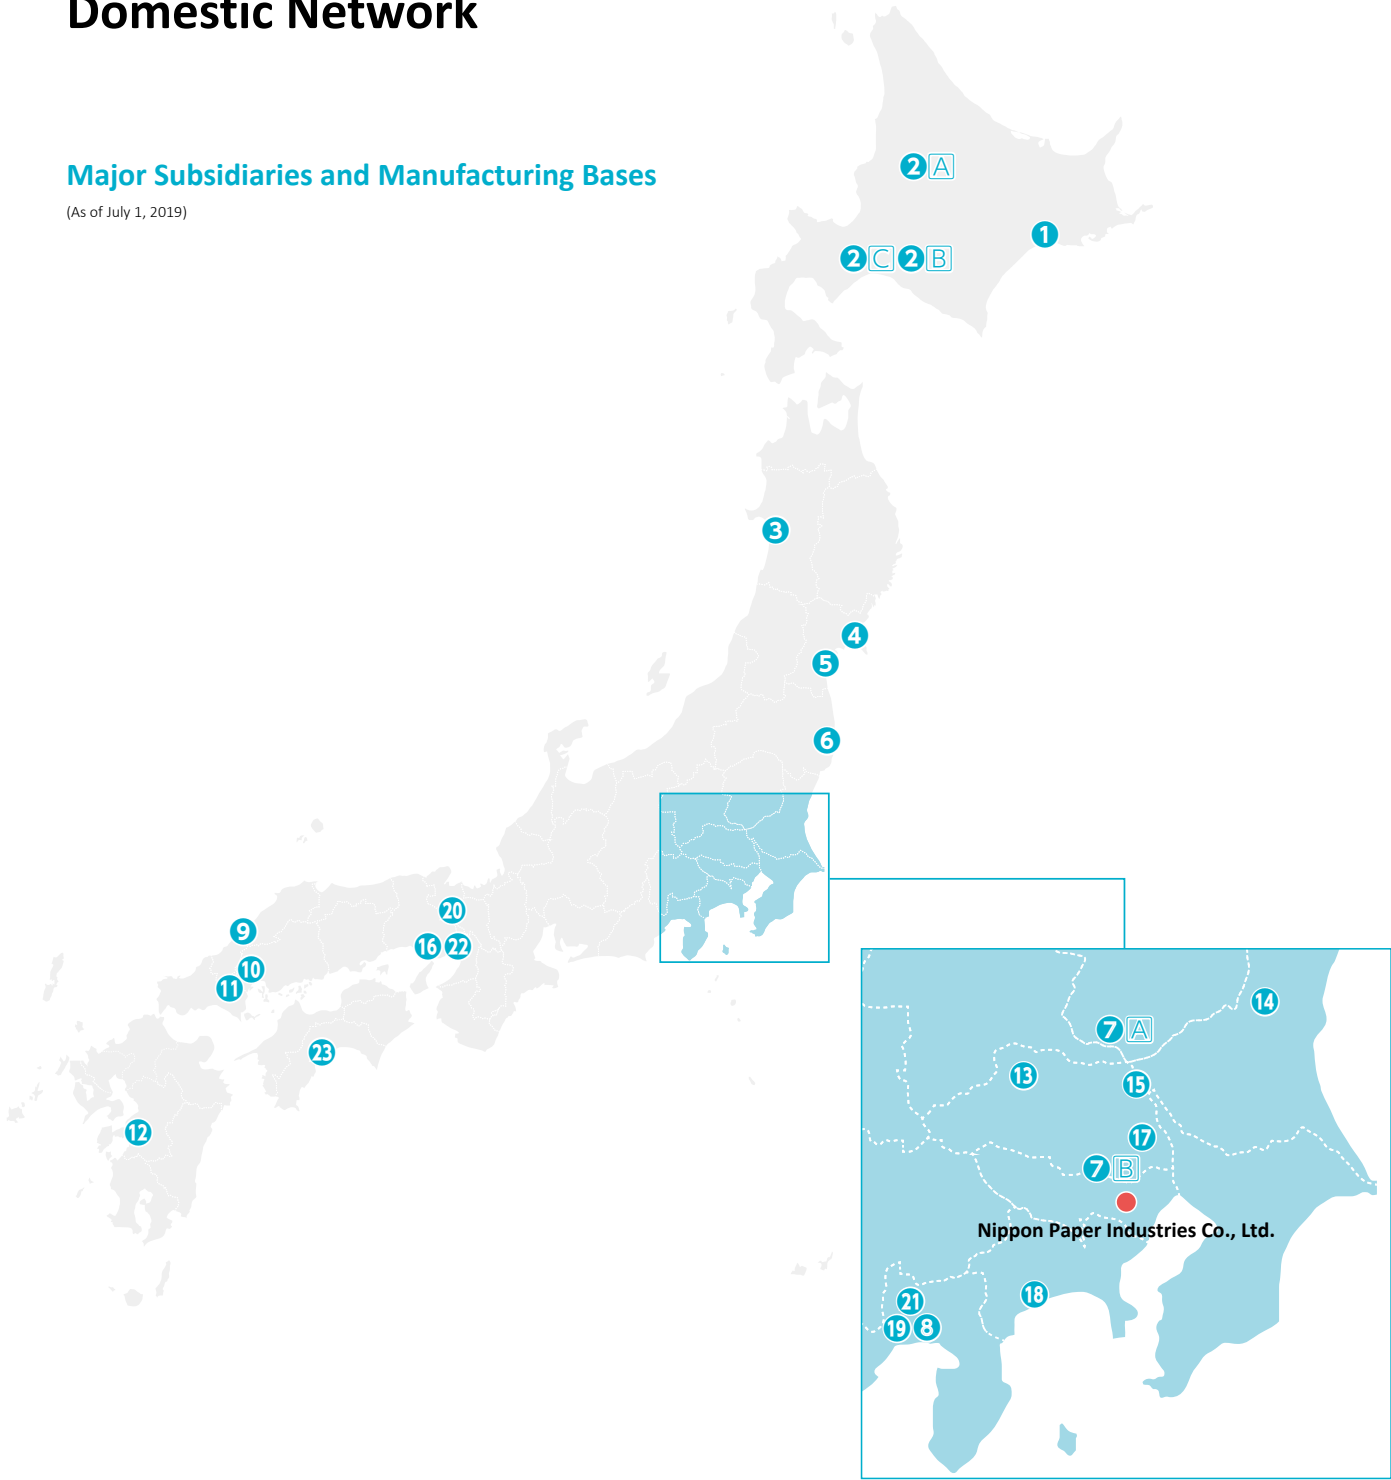 Domestic Network
Major Subsidiaries and Manufacturing Bases
(As of July 1, 2019)
2 A
1
2 C 2 B
3
4
5
6
20
9
16 22
10
11
23
12
14
7 A
13
15
17
7 B
Nippon Paper Industries Co., Ltd.
18
21
19 8